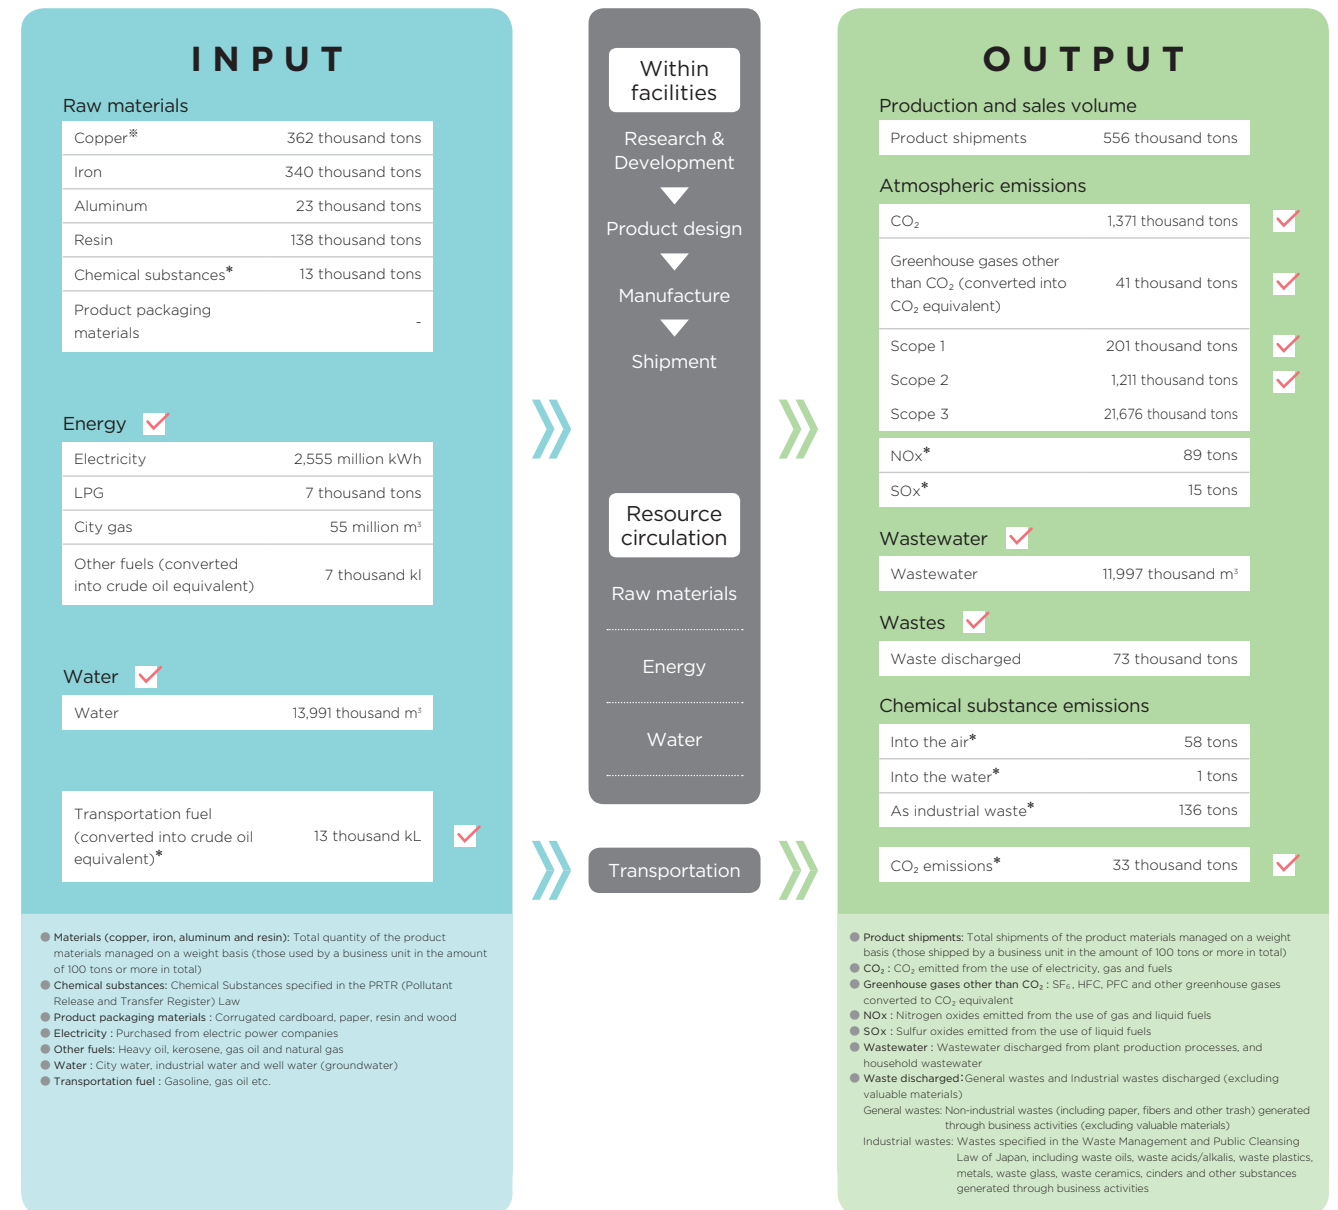 INPUT
Raw materials
Copper※ 362 thousand tons
Iron 340 thousand tons
Aluminum 23 thousand tons
Resin 138 thousand tons
Chemical substances* 13 thousand tons
Product packaging
materials -
Energy
Electricity 2,555 million kWh
LPG 7 thousand tons
City gas 55 million m³
Other fuels (converted
into crude oil equivalent) 7 thousand kl
Water
Water 13,991 thousand m³
Transportation fuel
(converted into crude oil
equivalent)* 13 thousand kL
● Materials (copper, iron, aluminum and resin): Total quantity of the product
materials managed on a weight basis (those used by a business unit in the amount
of 100 tons or more in total)
● Chemical substances: Chemical Substances specified in the PRTR (Pollutant
Release and Transfer Register) Law
● Product packaging materials : Corrugated cardboard, paper, resin and wood
● Electricity : Purchased from electric power companies
● Other fuels: Heavy oil, kerosene, gas oil and natural gas
● Water : City water, industrial water and well water (groundwater)
● Transportation fuel : Gasoline, gas oil etc.
Within
facilities
Research &
Development
Product design
Manufacture
Shipment
Resource
circulation
Raw materials
Energy
Water
Transportation
OUTPUT
Production and sales volume
Product shipments 556 thousand tons
Atmospheric emissions
CO₂ 1,371 thousand tons
Greenhouse gases other
than CO₂ (converted into
CO₂ equivalent) 41 thousand tons
Scope 1 201 thousand tons
Scope 2 1,211 thousand tons
Scope 3 21,676 thousand tons
NOx* 89 tons
SOx* 15 tons
Wastewater
Wastewater 11,997 thousand m³
Wastes
Waste discharged 73 thousand tons
Chemical substance emissions
Into the air* 58 tons
Into the water* 1 tons
As industrial waste* 136 tons
CO₂ emissions* 33 thousand tons
● Product shipments: Total shipments of the product materials managed on a weight
basis (those shipped by a business unit in the amount of 100 tons or more in total)
● CO₂ : CO₂ emitted from the use of electricity, gas and fuels
● Greenhouse gases other than CO₂ : SF₆, HFC, PFC and other greenhouse gases
converted to CO₂ equivalent
● NOx : Nitrogen oxides emitted from the use of gas and liquid fuels
● SOx : Sulfur oxides emitted from the use of liquid fuels
● Wastewater : Wastewater discharged from plant production processes, and
household wastewater
● Waste discharged:General wastes and Industrial wastes discharged (excluding
valuable materials)
General wastes: Non-industrial wastes (including paper, fibers and other trash) generated
through business activities (excluding valuable materials)
Industrial wastes: Wastes specified in the Waste Management and Public Cleansing
Law of Japan, including waste oils, waste acids/alkalis, waste plastics,
metals, waste glass, waste ceramics, cinders and other substances
generated through business activities